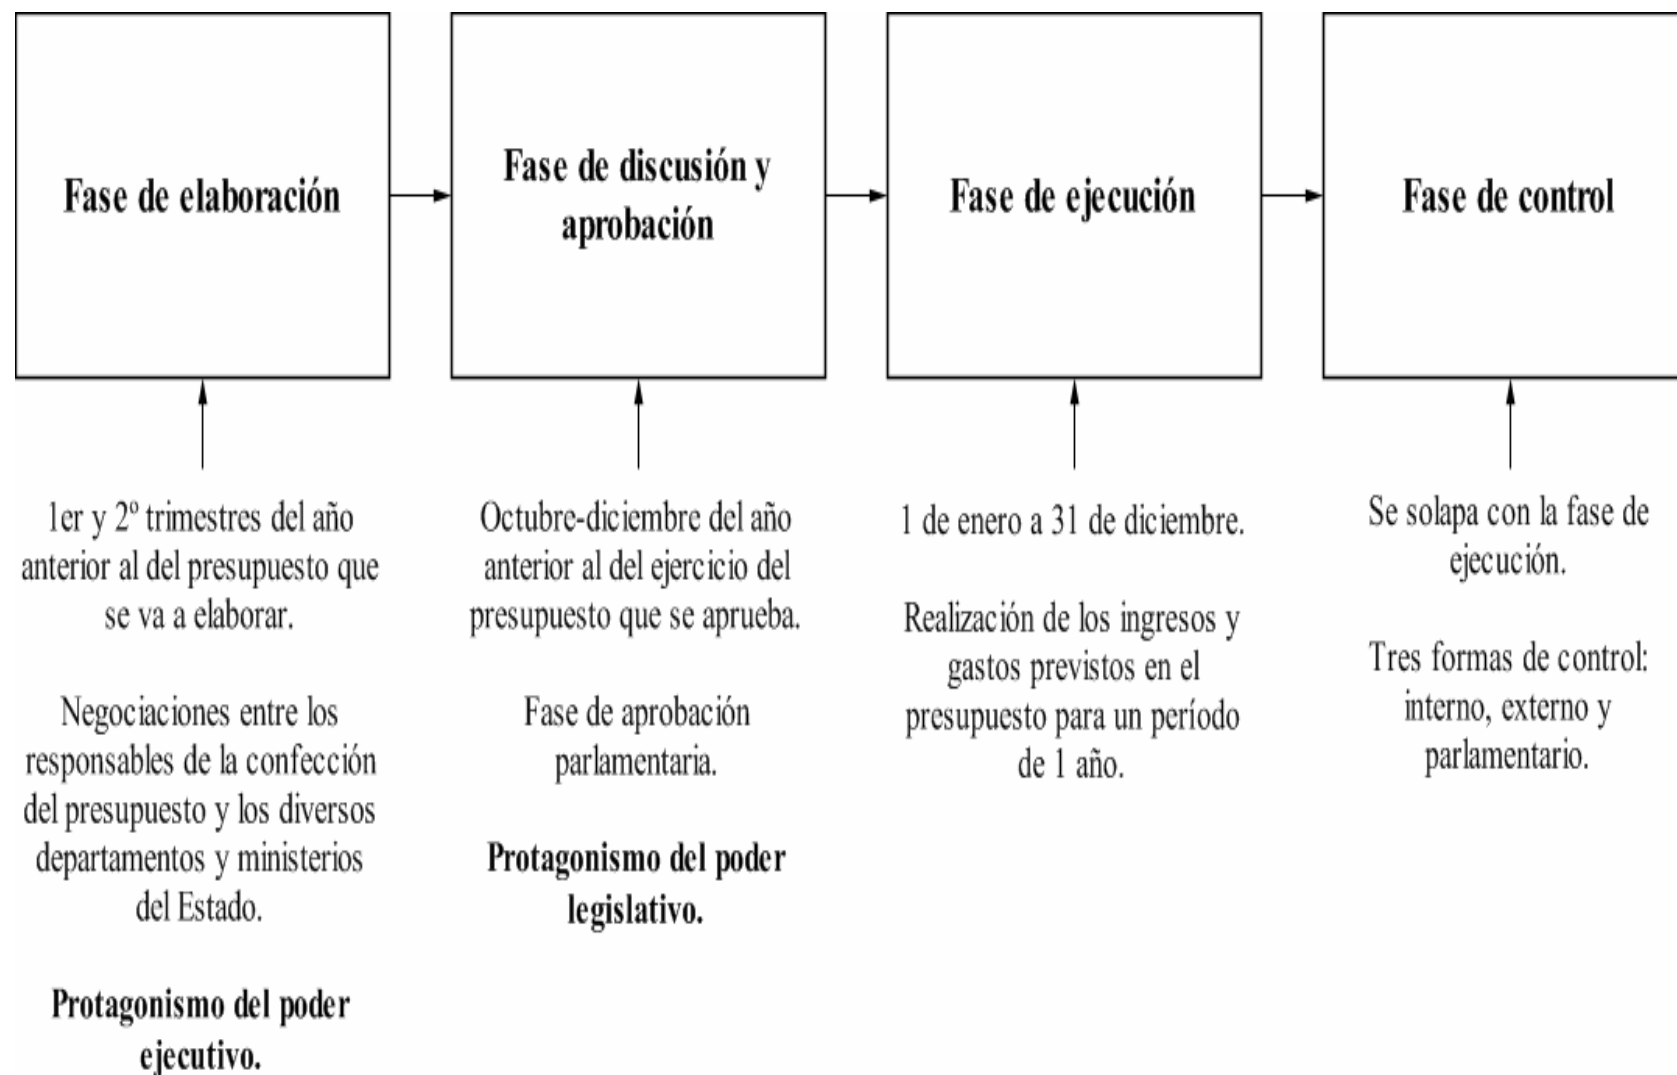 Fase de elaboración
Fase de discusión y
aprobación
Fase de ejecución
Fase de control
1er y 2º trimestres del año
anterior al del presupuesto que
se va a elaborar.
Negociaciones entre los
responsables de la confección
del presupuesto y los diversos
departamentos y ministerios
del Estado.
Protagonismo del poder
ejecutivo.
Octubre-diciembre del año
anterior al del ejercicio del
presupuesto que se aprueba.
Fase de aprobación
parlamentaria.
Protagonismo del poder
legislativo.
1 de enero a 31 de diciembre.
Realización de los ingresos y
gastos previstos en el
presupuesto para un período
de 1 año.
Se solapa con la fase de
ejecución.
Tres formas de control:
interno, externo y
parlamentario.